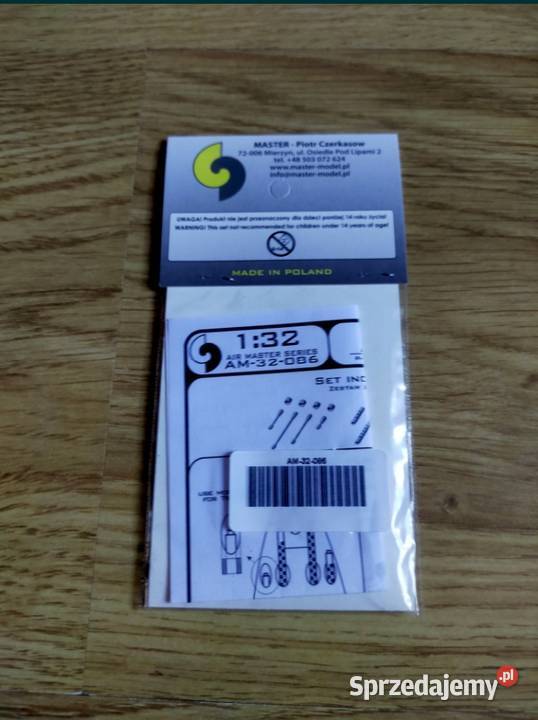 MASTER - Piotr Czerkasow
72-006 Mierzyn, ul. Osiedle Pod Lipami 2
tel. +48 503 072 624
www.master-model.pl
info@master-model.pl
UWAGA! Produkt nie jest przeznaczony dla dzieci poniżej 14 roku życia!
WARNING! This set not recommended for children under 14 years of age!
MADE IN POLAND
1:32
AIR MASTER SERIES
AM-32-086
SET INC
ZESTAW
AM-32-086
USE
FOR
Sprzedajemy.pl